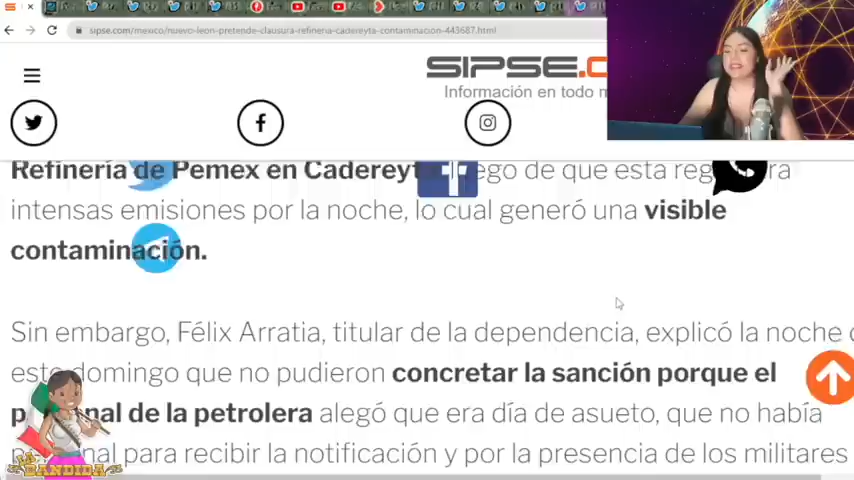 sipse.com/mexico/nuevo-leon-pretende-clausura-refineria-cadereyta-contaminacion-443687.html
SIPSE.C
Información en todo m
Refinería de Pemex en Cadereyt ego de que esta reg ra
intensas emisiones por la noche, lo cual generó una visible
contaminación.
Sin embargo, Félix Arratia, titular de la dependencia, explicó la noche
este domingo que no pudieron concretar la sanción porque el
nal de la petrolera alegó que era día de asueto, que no había
nal para recibir la notificación y por la presencia de los militares
LA BANDIDA